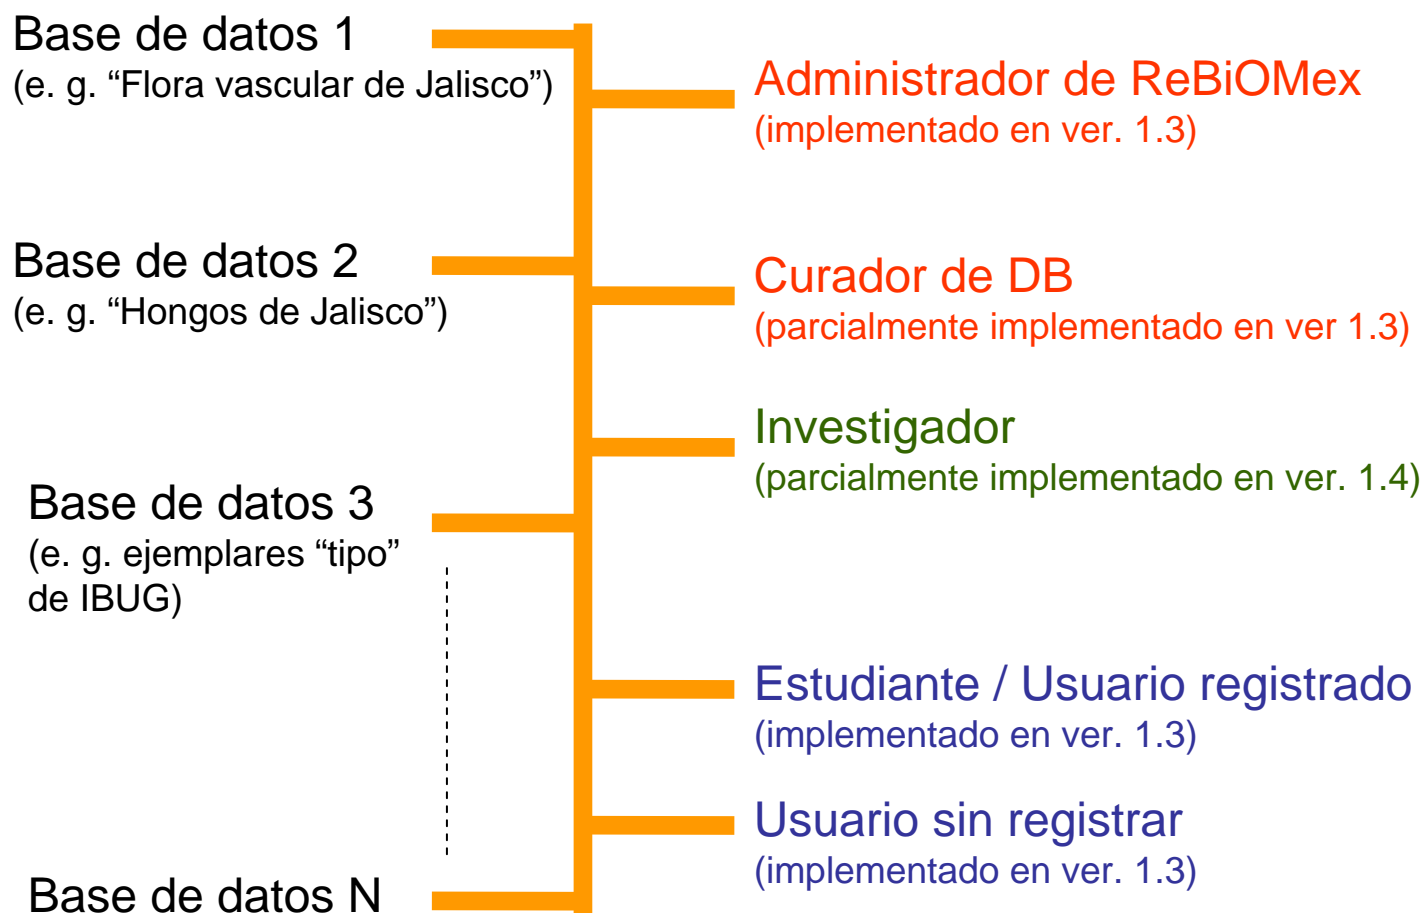 Base de datos 1
(e. g. “Flora vascular de Jalisco”)
Base de datos 2
(e. g. “Hongos de Jalisco”)
Base de datos 3
(e. g. ejemplares “tipo”
de IBUG)
Base de datos N
Administrador de ReBiOMex
(implementado en ver. 1.3)
Curador de DB
(parcialmente implementado en ver 1.3)
Investigador
(parcialmente implementado en ver. 1.4)
Estudiante / Usuario registrado
(implementado en ver. 1.3)
Usuario sin registrar
(implementado en ver. 1.3)